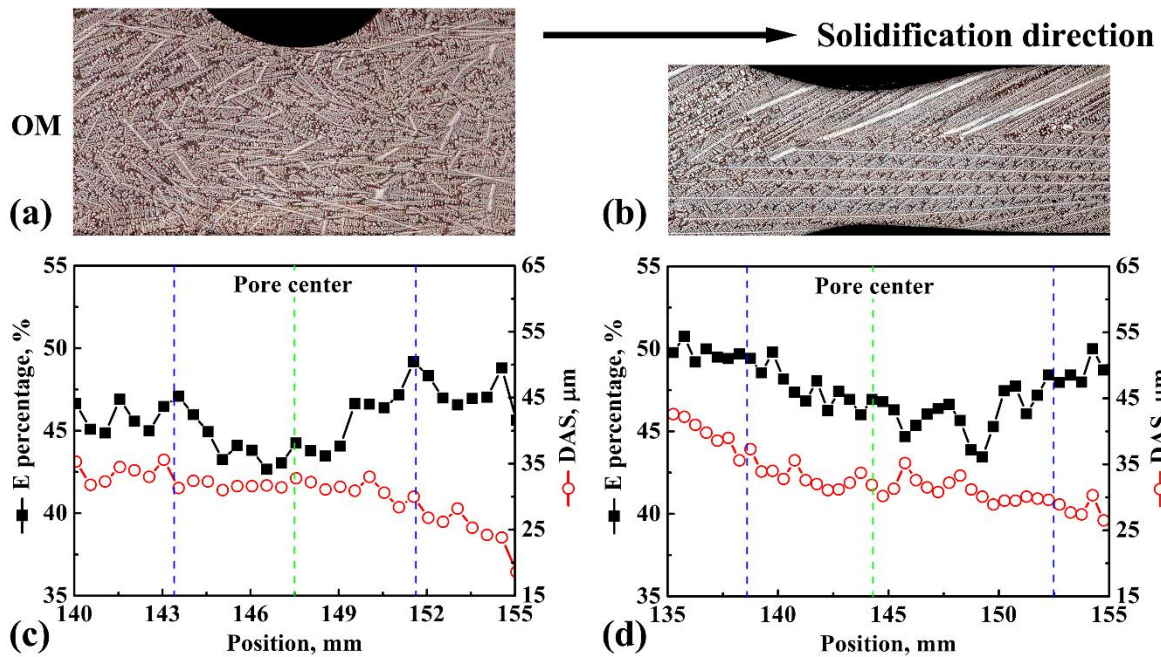 Solidification direction
OM
(a)
(b)
55
50
45
40
35
E percentage, %
Pore center
65
55
45
35
25
15
DAS, μm
140
143
146
149
152
155
Position, mm
(c)
55
50
45
40
35
E percentage, %
Pore center
65
55
45
35
25
15
DAS, μm
135
140
145
150
155
Position, mm
(d)